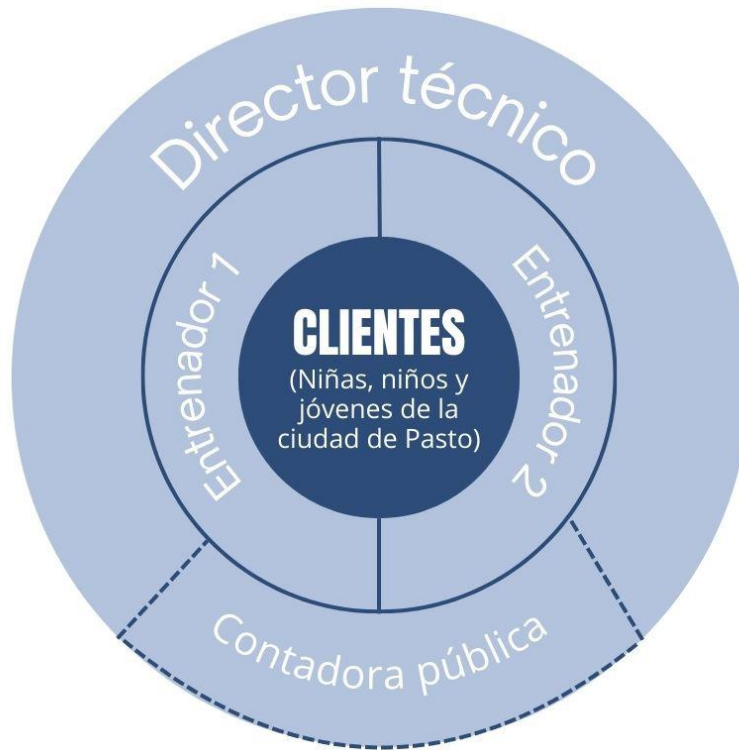 Director técnico
Entrenador 1
Entrenador 2
CLIENTES
(Niñas, niños y
jóvenes de la
ciudad de Pasto)
Contadora pública